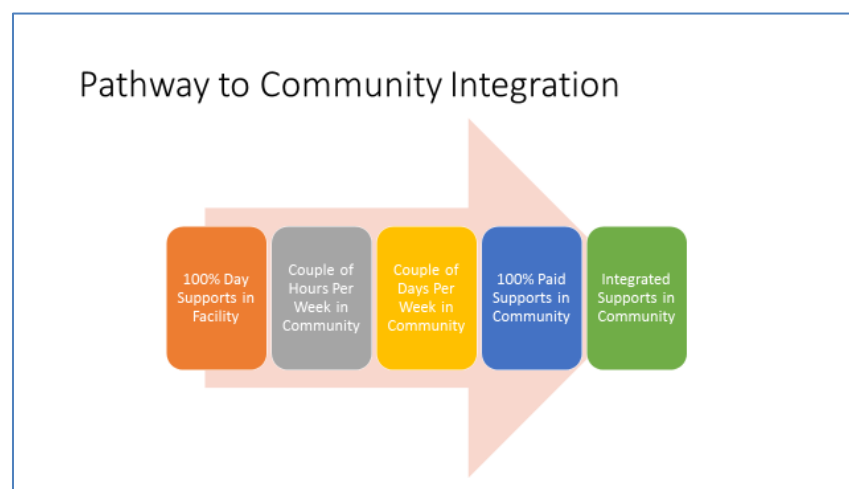 Pathway to Community Integration
100% Day
Supports in
Facility
Couple of
Hours Per
Week in
Community
Couple of
Days Per
Week in
Community
100% Paid
Supports in
Community
Integrated
Supports in
Community